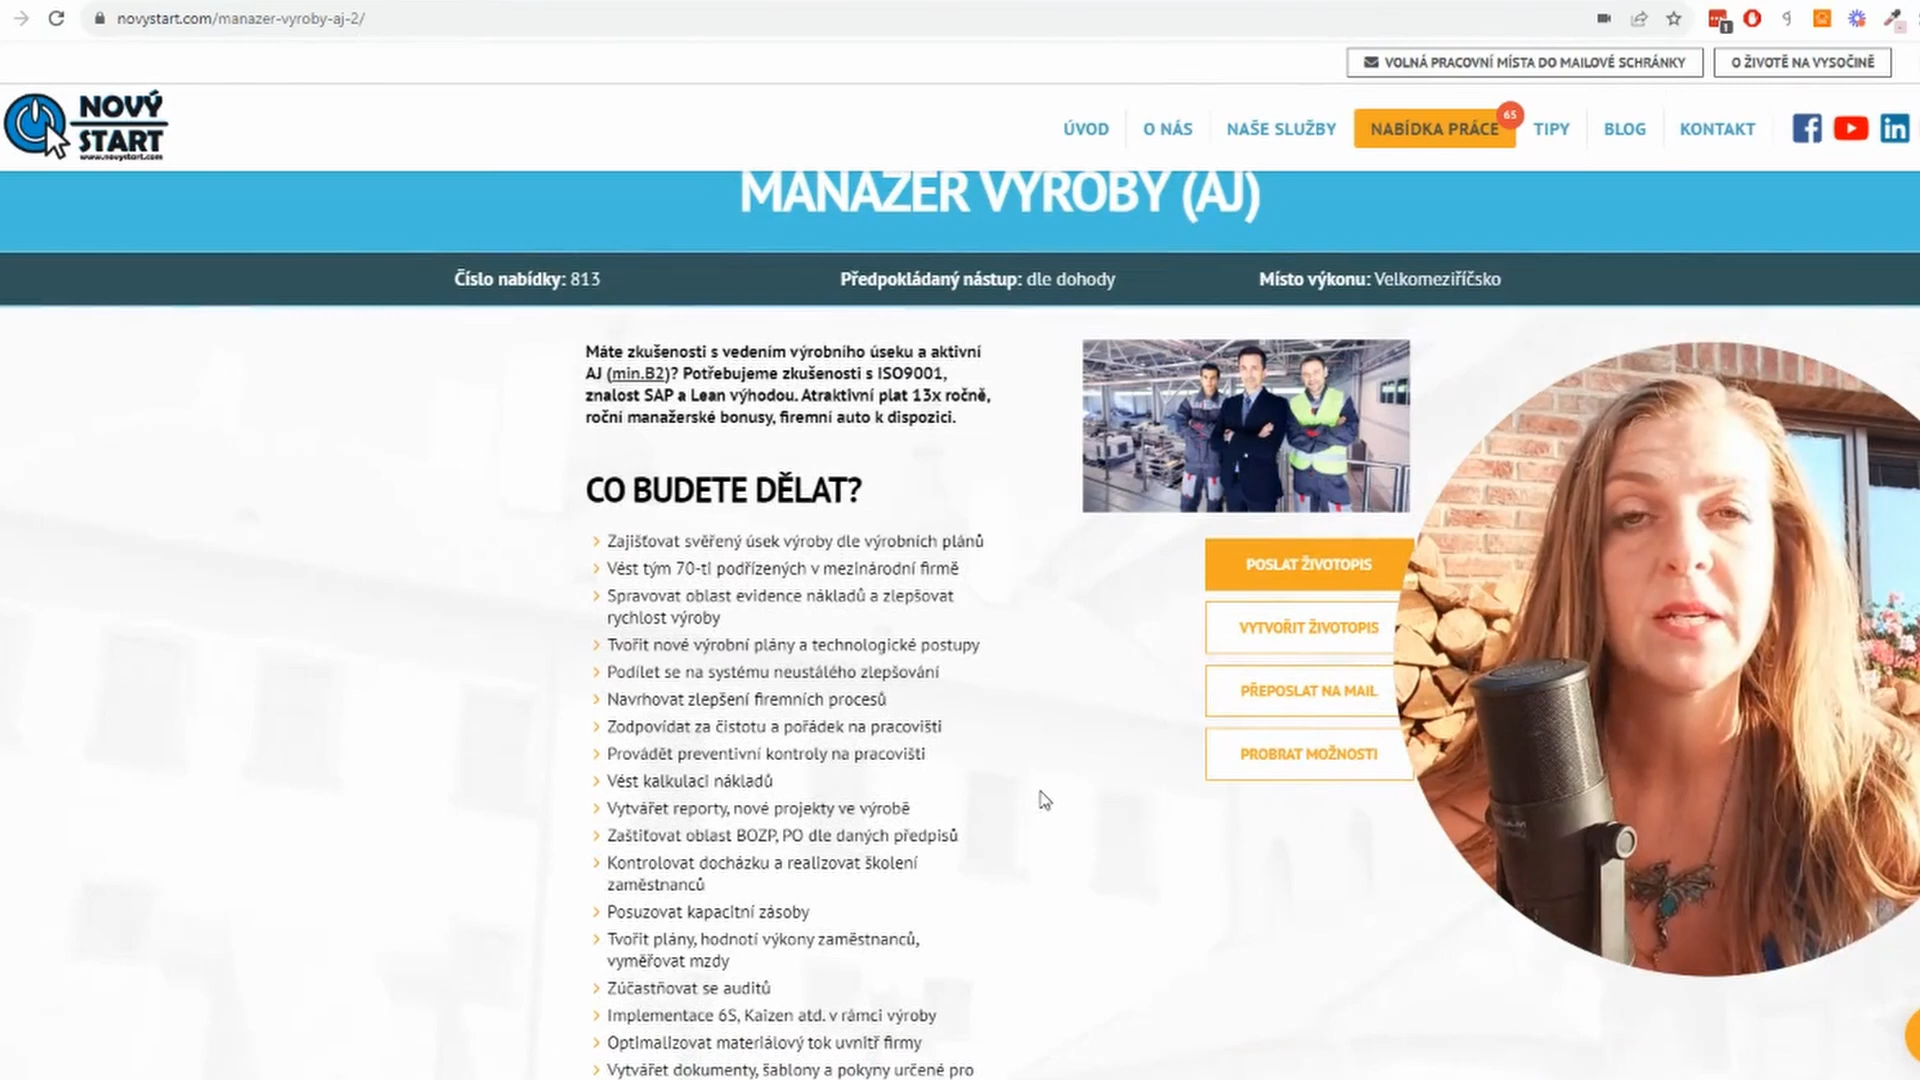 novystart.com/manazer-vyroby-aj-2/
1
VOLNÁ PRACOVNÍ MÍSTA DO MAILOVÉ SCHRÁNKY
O ŽIVOTĚ NA VYSOČINĚ
NOVÝ
START
www.novystart.com
ÚVOD
O NÁS
NAŠE SLUŽBY
NABÍDKA PRÁCE
65
TIPY
BLOG
KONTAKT
MANAŽER VÝROBY (AJ)
Číslo nabídky: 813
Předpokládaný nástup: dle dohody
Místo výkonu: Velkomeziříčsko
Máte zkušenosti s vedením výrobního úseku a aktivní
AJ (min.B2)? Potřebujeme zkušenosti s ISO9001,
znalost SAP a Lean výhodou. Atraktivní plat 13x ročně,
roční manažerské bonusy, firemní auto k dispozici.
CO BUDETE DĚLAT?
Zajišťovat svěřený úsek výroby dle výrobních plánů
Vést tým 70-ti podřízených v mezinárodní firmě
Spravovat oblast evidence nákladů a zlepšovat
rychlost výroby
Tvořit nové výrobní plány a technologické postupy
Podílet se na systému neustálého zlepšování
Navrhovat zlepšení firemních procesů
Zodpovídat za čistotu a pořádek na pracovišti
Provádět preventivní kontroly na pracovišti
Vést kalkulaci nákladů
Vytvářet reporty, nové projekty ve výrobě
Zaštiťovat oblast BOZP, PO dle daných předpisů
Kontrolovat docházku a realizovat školení
zaměstnanců
Posuzovat kapacitní zásoby
Tvořit plány, hodnotí výkony zaměstnanců,
vyměřovat mzdy
Zúčastňovat se auditů
Implementace 6S, Kaizen atd. v rámci výroby
Optimalizovat materiálový tok uvnitř firmy
Vytvářet dokumenty, šablony a pokyny určené pro
POSLAT ŽIVOTOPIS
VYTVOŘIT ŽIVOTOPIS
PŘEPOSLAT NA MAIL
PROBRAT MOŽNOSTI